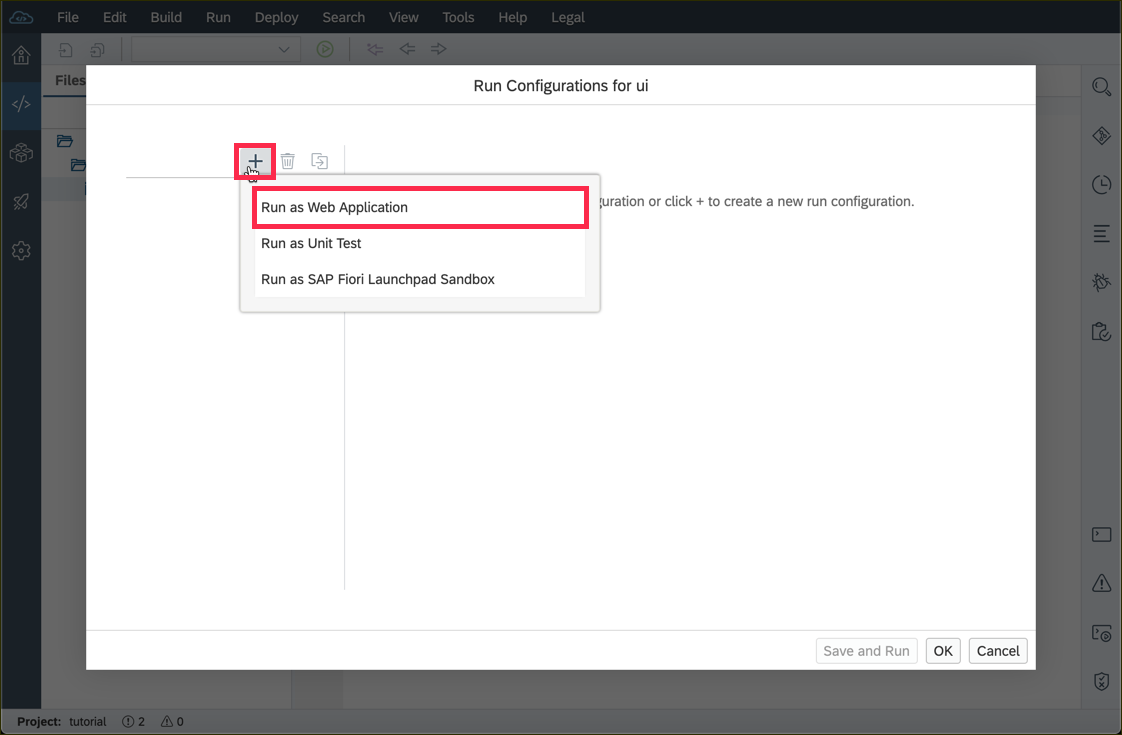 File Edit Build Run Deploy Search View Tools Help Legal
Files
Run Configurations for ui
Run as Web Application
guration or click + to create a new run configuration.
Run as Unit Test
Run as SAP Fiori Launchpad Sandbox
Save and Run OK Cancel
Project: tutorial 2 0